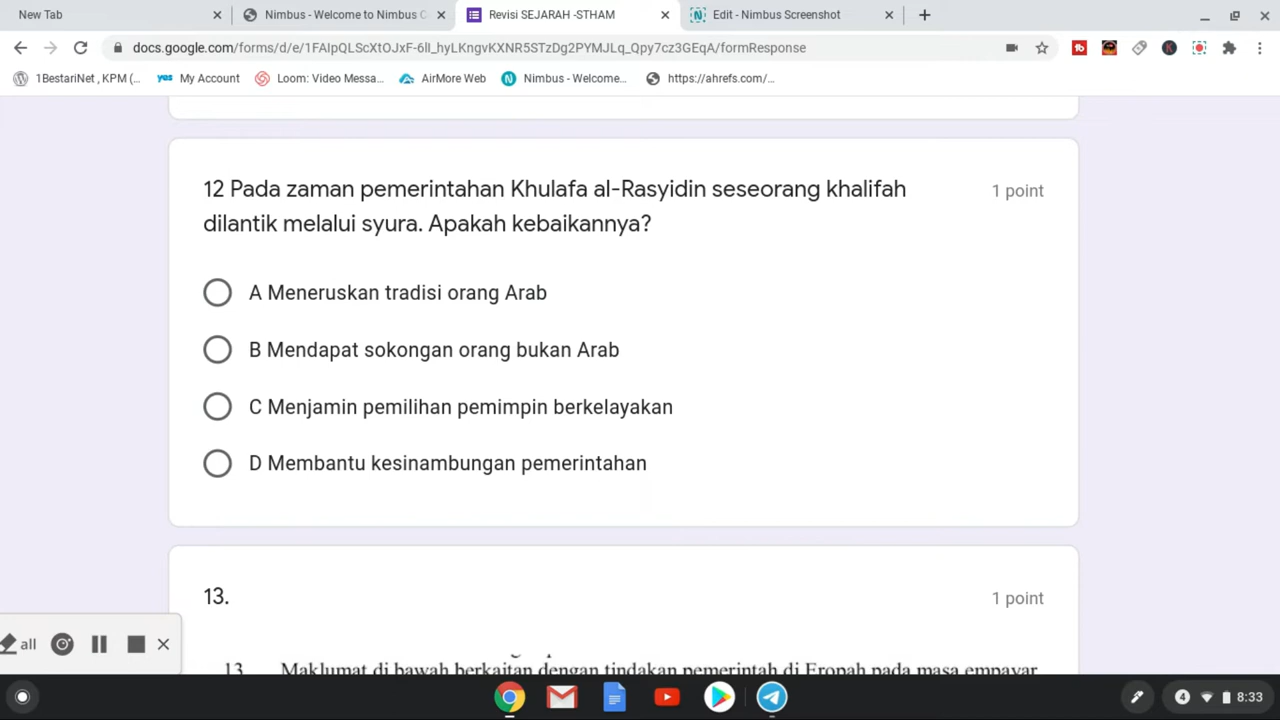 New Tab
Nimbus - Welcome to Nimbus C
Revisi SEJARAH -STHAM
Edit - Nimbus Screenshot
docs.google.com/forms/d/e/1FAIpQLScXtOJxF-6ll_hyLKngvKXNR5STzDg2PYMJLq_Qpy7cz3GEqA/formResponse
1BestariNet , KPM (...
yes My Account
Loom: Video Messa...
AirMore Web
Nimbus - Welcome...
https://ahrefs.com/...
12 Pada zaman pemerintahan Khulafa al-Rasyidin seseorang khalifah
1 point
dilantik melalui syura. Apakah kebaikannya?
A Meneruskan tradisi orang Arab
B Mendapat sokongan orang bukan Arab
C Menjamin pemilihan pemimpin berkelayakan
D Membantu kesinambungan pemerintahan
13.
1 point
all
13 Maklumat di bawah berkaitan dengan tindakan pemerintah di Eropah pada masa empayar
4
8:33